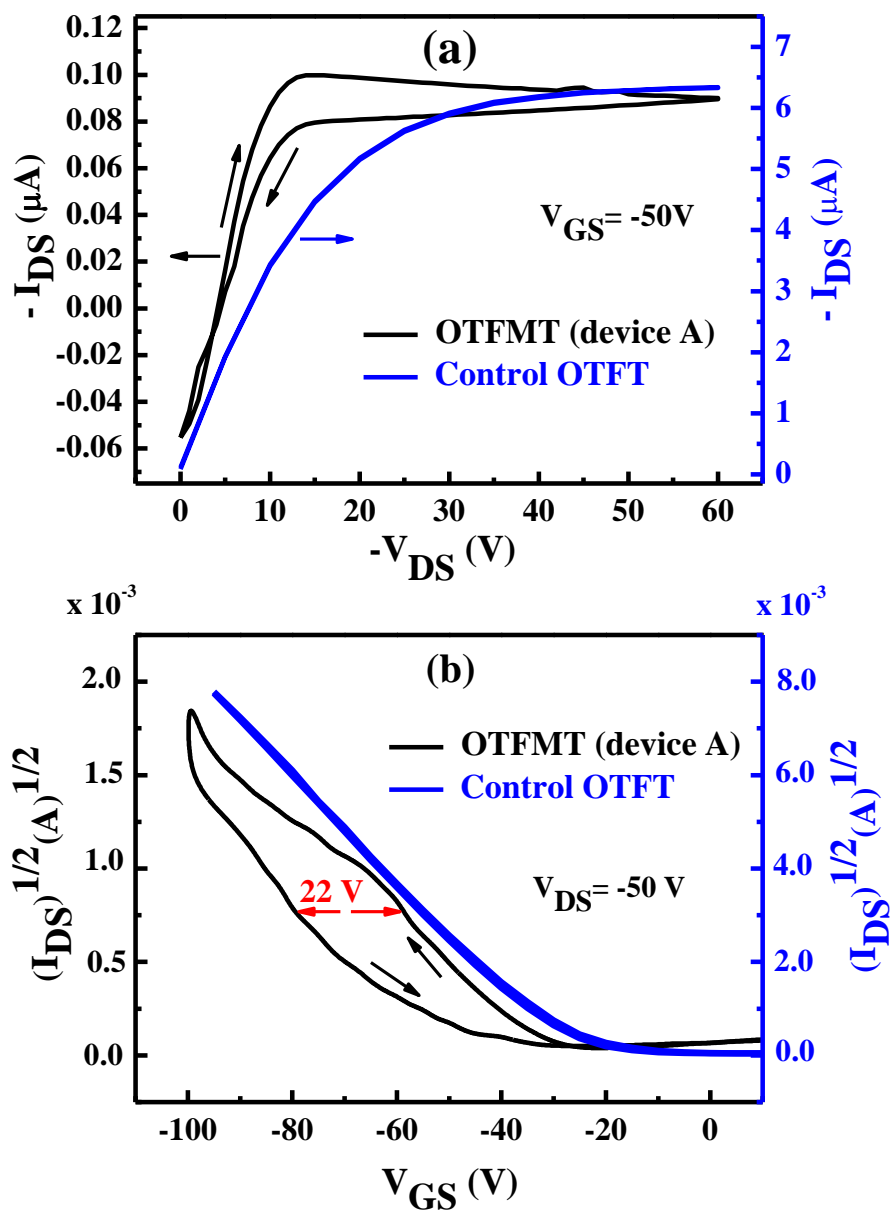 (a)
0.12
0.10
0.08
0.06
0.04
0.02
0.00
-0.02
-0.04
-0.06
- I_DS (μA)
7
6
5
4
3
2
1
0
- I_DS (μA)
V_GS= -50V
OTFMT (device A)
Control OTFT
0 10 20 30 40 50 60
-V_DS (V)
x 10^-3
x 10^-3
(b)
2.0
1.5
1.0
0.5
0.0
(I_DS)^1/2(A)^1/2
8.0
6.0
4.0
2.0
0.0
(I_DS)^1/2(A)^1/2
OTFMT (device A)
Control OTFT
22 V
V_DS= -50 V
-100 -80 -60 -40 -20 0
V_GS (V)